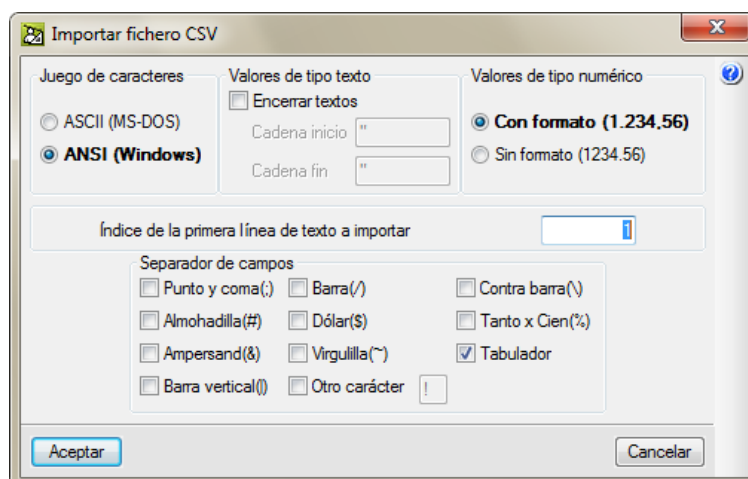 Importar fichero CSV
Juego de caracteres
ASCII (MS-DOS)
ANSI (Windows)
Valores de tipo texto
Encerrar textos
Cadena inicio "
Cadena fin "
Valores de tipo numérico
Con formato (1.234,56)
Sin formato (1234.56)
Índice de la primera línea de texto a importar 1
Separador de campos
Punto y coma(;) Barra(/) Contra barra(\)
Almohadilla(#) Dólar($) Tanto x Cien(%)
Ampersand(&) Virgulilla(~) Tabulador
Barra vertical(|) Otro carácter !
Aceptar Cancelar